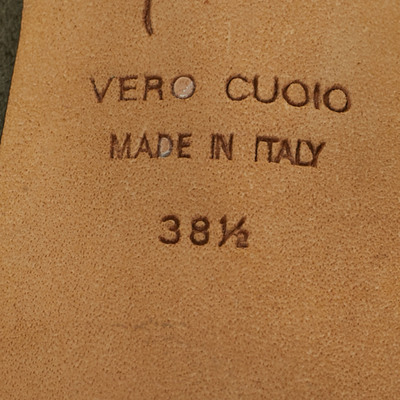 VERO CUOIO
MADE IN ITALY
38½